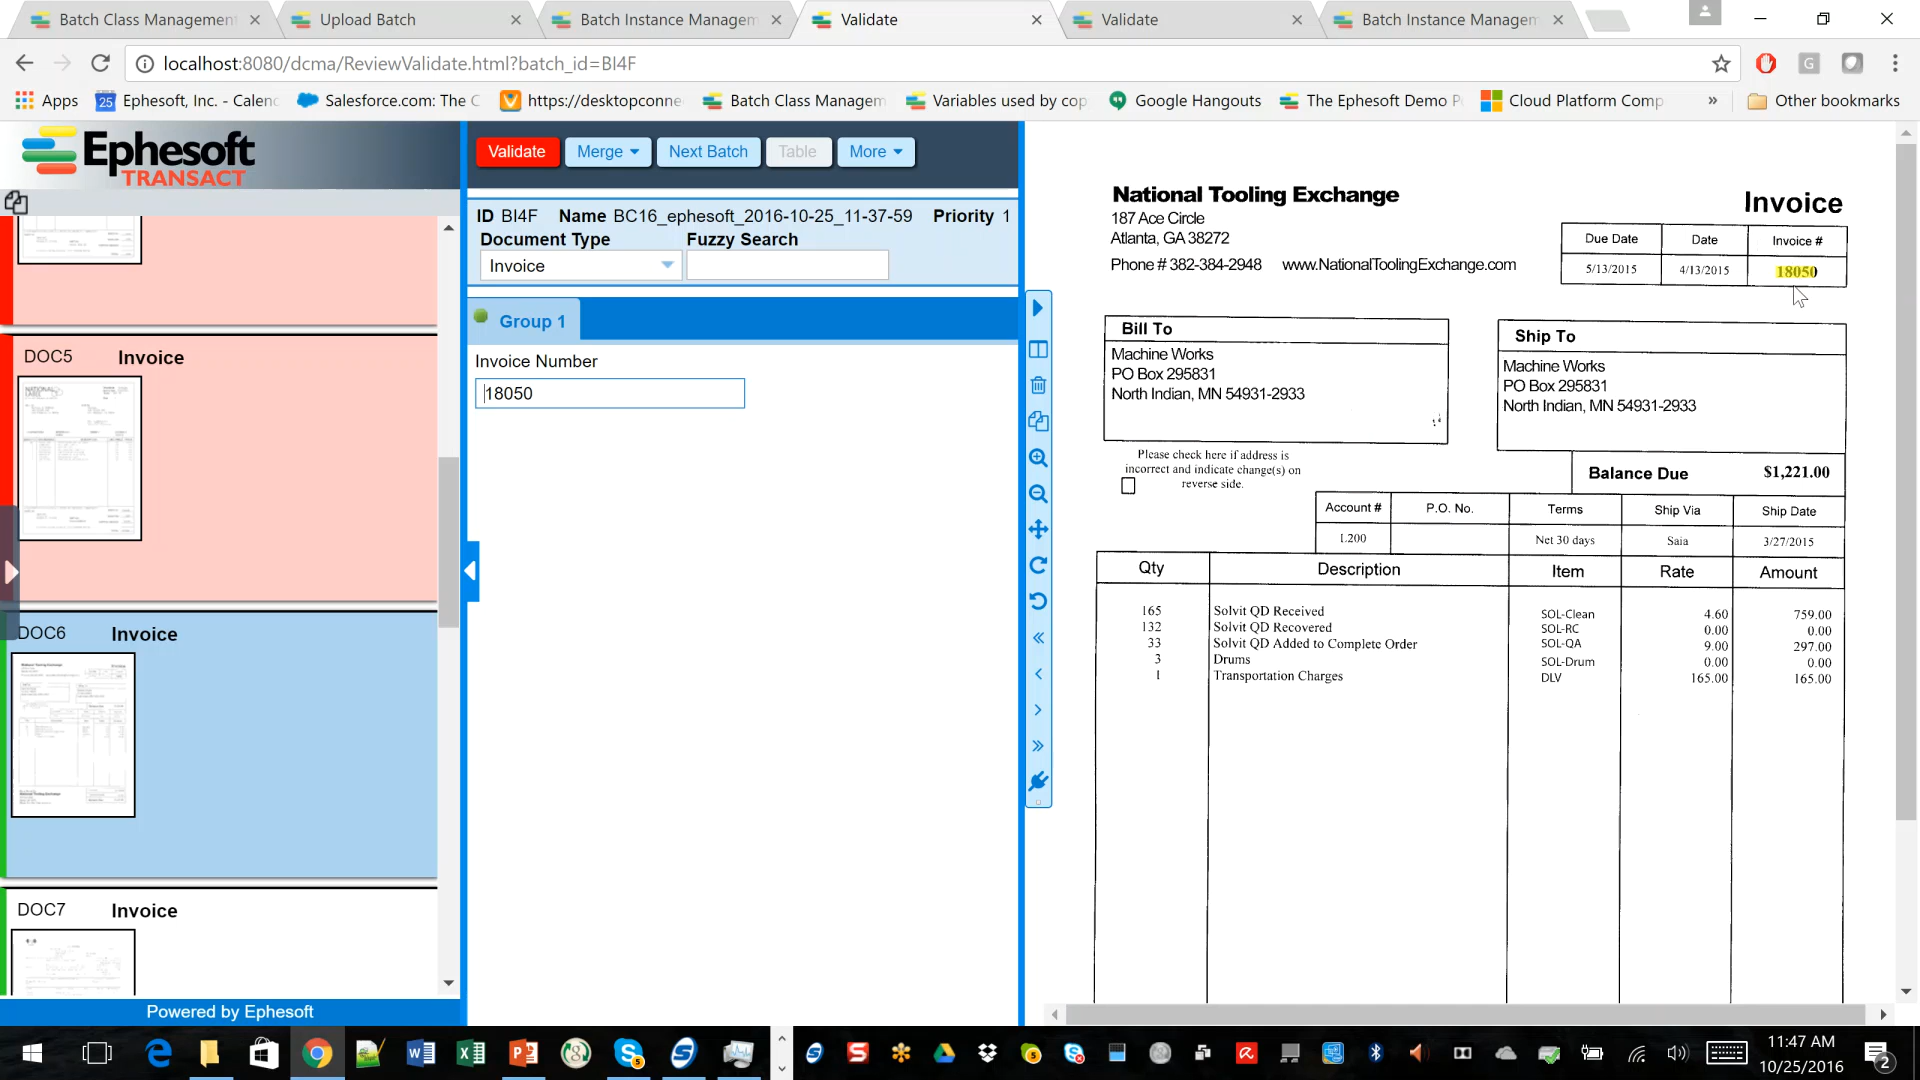 Batch Class Management
Upload Batch
Batch Instance Managem
Validate
Validate
Batch Instance Managem
localhost:8080/dcma/ReviewValidate.html?batch_id=BI4F
Apps
25
Ephesoft, Inc. - Calenc
Salesforce.com: The C
https://desktopconne
Batch Class Managem
Variables used by cop
Google Hangouts
The Ephesoft Demo P
Cloud Platform Comp
»
Other bookmarks
Ephesoft
TRANSACT
DOC5 Invoice
DOC6 Invoice
DOC7 Invoice
Powered by Ephesoft
Validate
Merge
Next Batch
Table
More
ID BI4F Name BC16_ephesoft_2016-10-25_11-37-59 Priority 1
Document Type Fuzzy Search
Invoice
Group 1
Invoice Number
18050
National Tooling Exchange
187 Ace Circle
Atlanta, GA 38272
Phone # 382-384-2948 www.NationalToolingExchange.com
Invoice
Due Date Date Invoice #
5/13/2015 4/13/2015 18050
Bill To
Machine Works
PO Box 295831
North Indian, MN 54931-2933
Ship To
Machine Works
PO Box 295831
North Indian, MN 54931-2933
Please check here if address is
incorrect and indicate change(s) on
reverse side.
Balance Due $1,221.00
Account # P.O. No. Terms Ship Via Ship Date
L200 Net 30 days Saia 3/27/2015
Qty Description Item Rate Amount
165 Solvit QD Received SOL-Clean 4.60 759.00
132 Solvit QD Recovered SOL-RC 0.00 0.00
33 Solvit QD Added to Complete Order SOL-QA 9.00 297.00
3 Drums SOL-Drum 0.00 0.00
1 Transportation Charges DLV 165.00 165.00
11:47 AM
10/25/2016
2